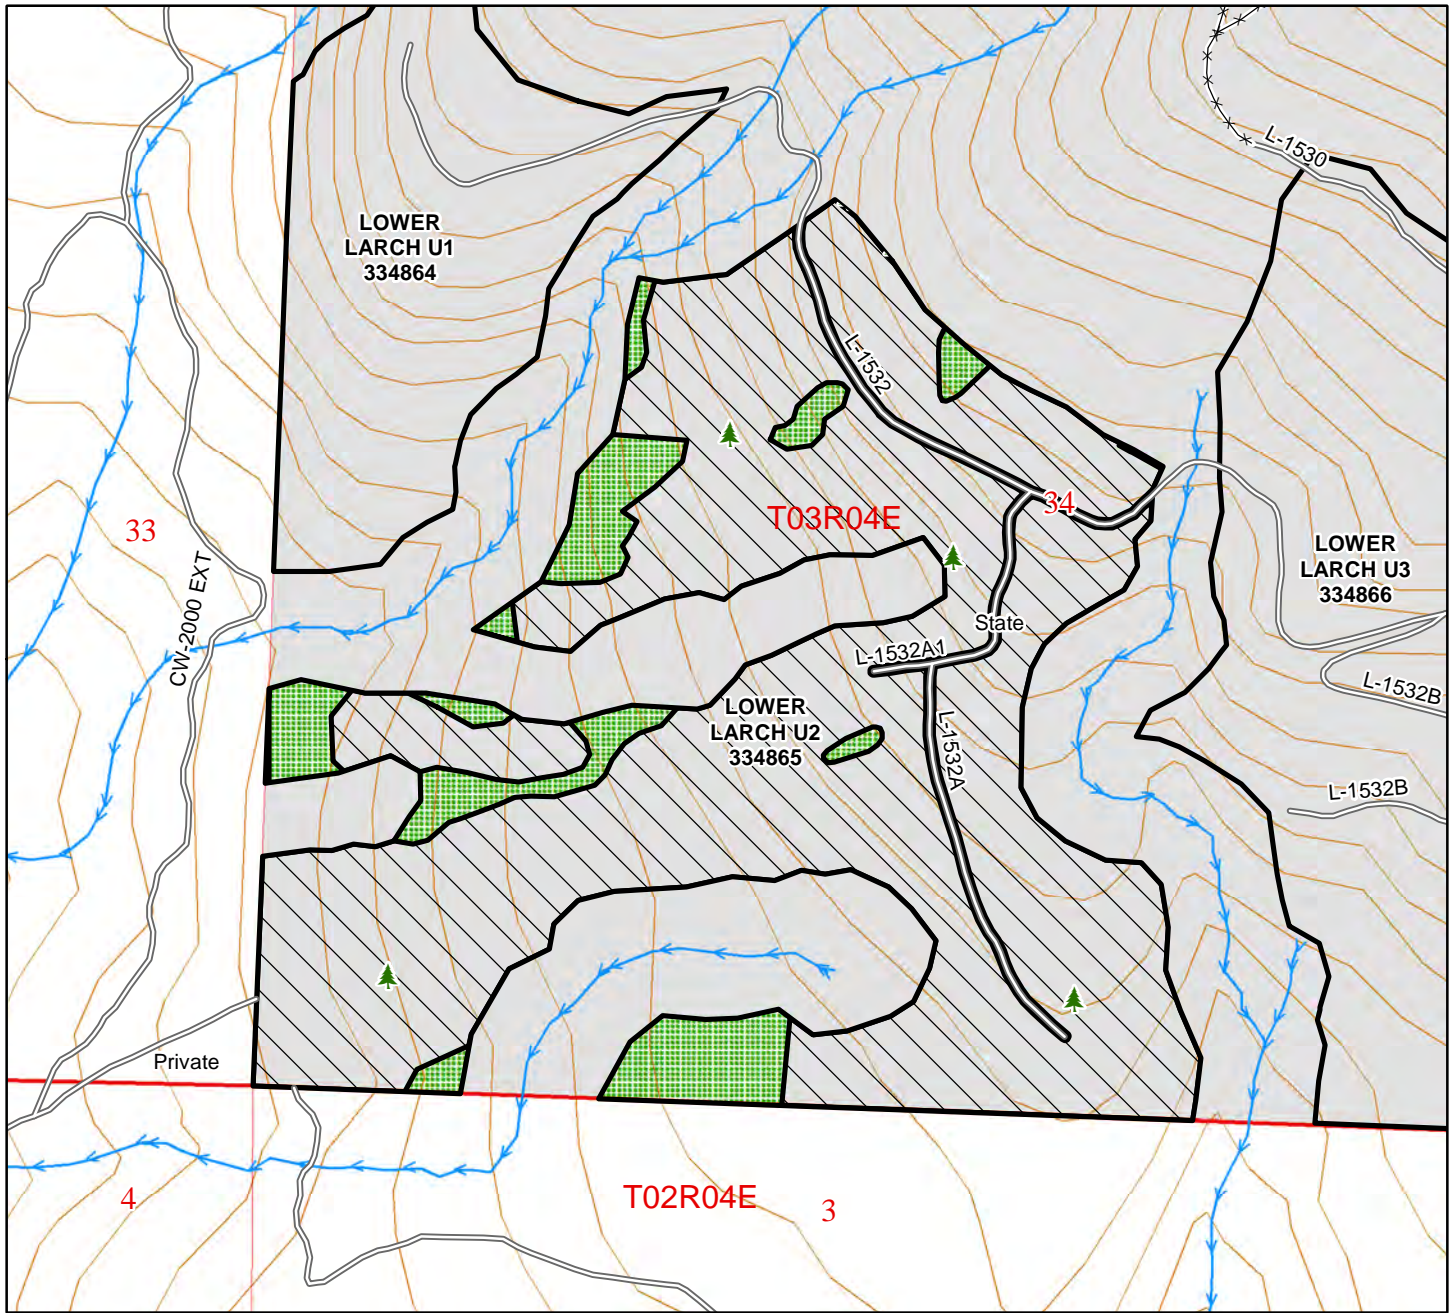 L-1530
LOWER
LARCH U1
334864
L-1532
T03R04E
34
33
LOWER
LARCH U3
334866
CW-2000 EXT
State
L-1532A1
L-1532B
LOWER
LARCH U2
334865
L-1532A
L-1532B
Private
4
T02R04E
3